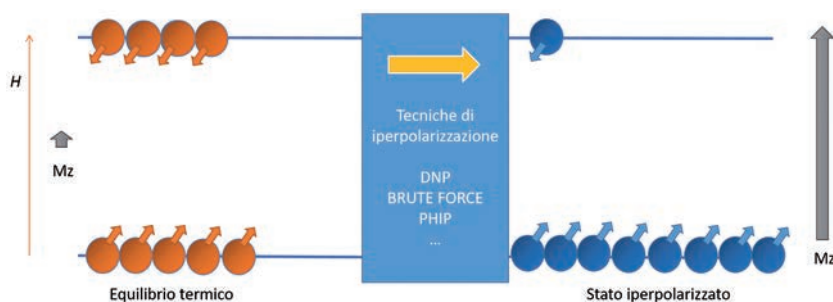 H
Mz
Equilibrio termico
Tecniche di
iperpolarizzazione
DNP
BRUTE FORCE
PHIP
...
Stato iperpolarizzato
Mz